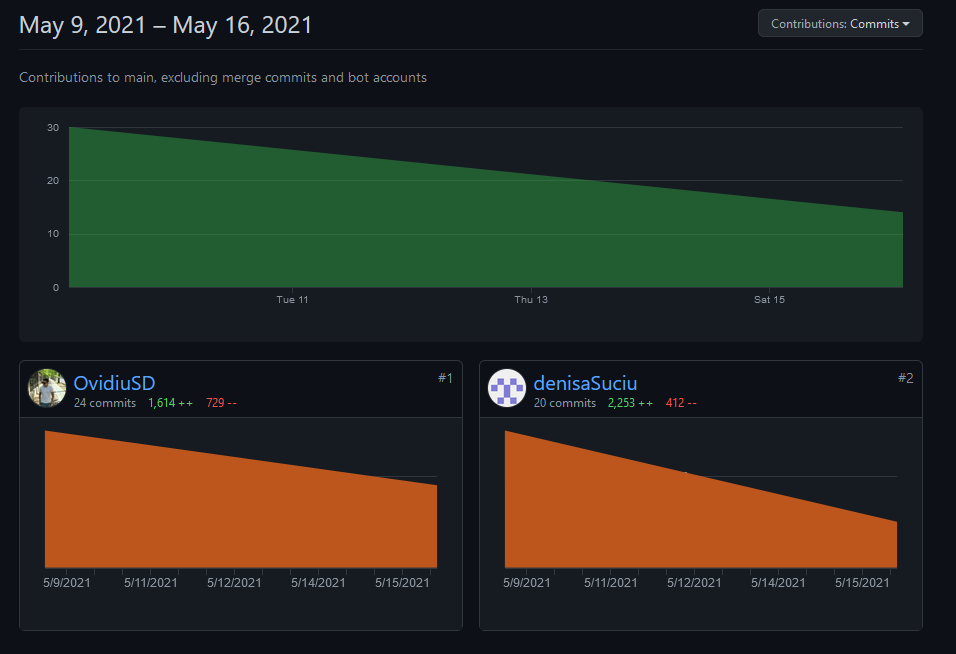 May 9, 2021 – May 16, 2021
Contributions: Commits
Contributions to main, excluding merge commits and bot accounts
30
20
10
0
Tue 11
Thu 13
Sat 15
OvidiuSD
#1
24 commits 1,614 ++ 729 --
5/9/2021 5/11/2021 5/12/2021 5/14/2021 5/15/2021
denisaSuciu
#2
20 commits 2,253 ++ 412 --
5/9/2021 5/11/2021 5/12/2021 5/14/2021 5/15/2021